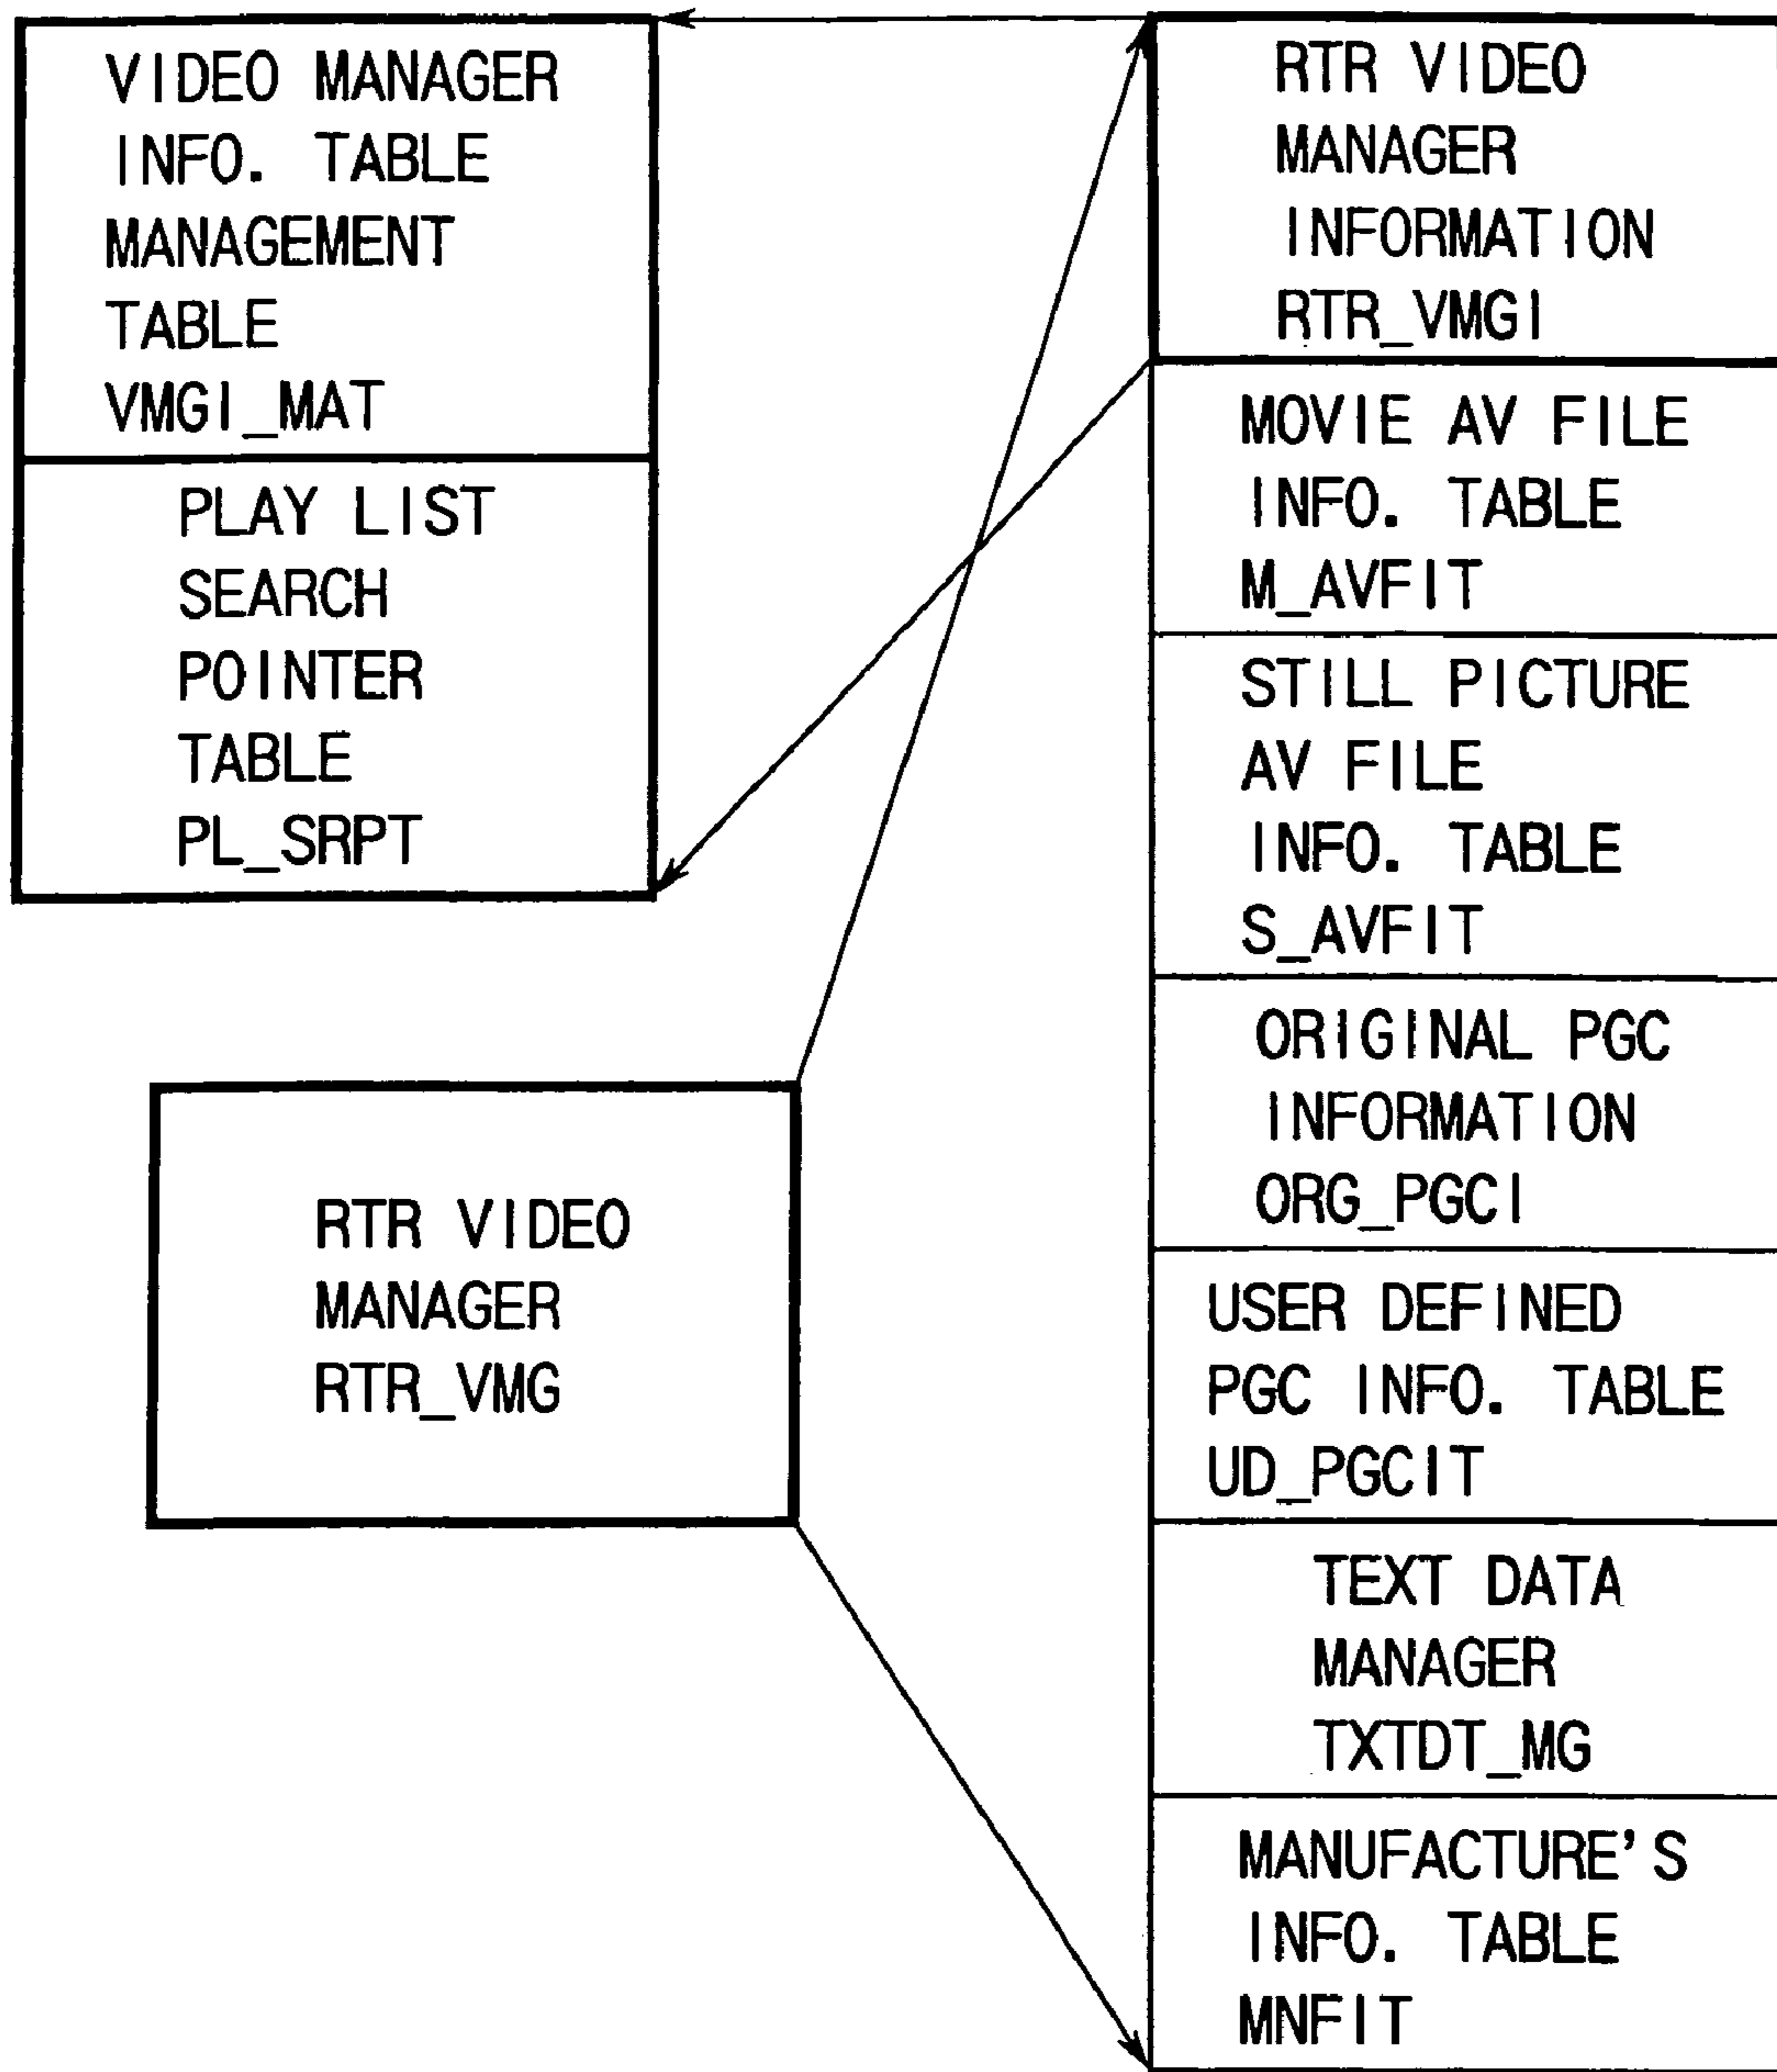 VIDEO MANAGER
INFO. TABLE
MANAGEMENT
TABLE
VMGI_MAT
PLAY LIST
SEARCH
POINTER
TABLE
PL_SRPT
RTR VIDEO
MANAGER
RTR_VMG
RTR VIDEO
MANAGER
INFORMATION
RTR_VMGI
MOVIE AV FILE
INFO. TABLE
M_AVFIT
STILL PICTURE
AV FILE
INFO. TABLE
S_AVFIT
ORIGINAL PGC
INFORMATION
ORG_PGCI
USER DEFINED
PGC INFO. TABLE
UD_PGCIT
TEXT DATA
MANAGER
TXTDT_MG
MANUFACTURE'S
INFO. TABLE
MNFIT